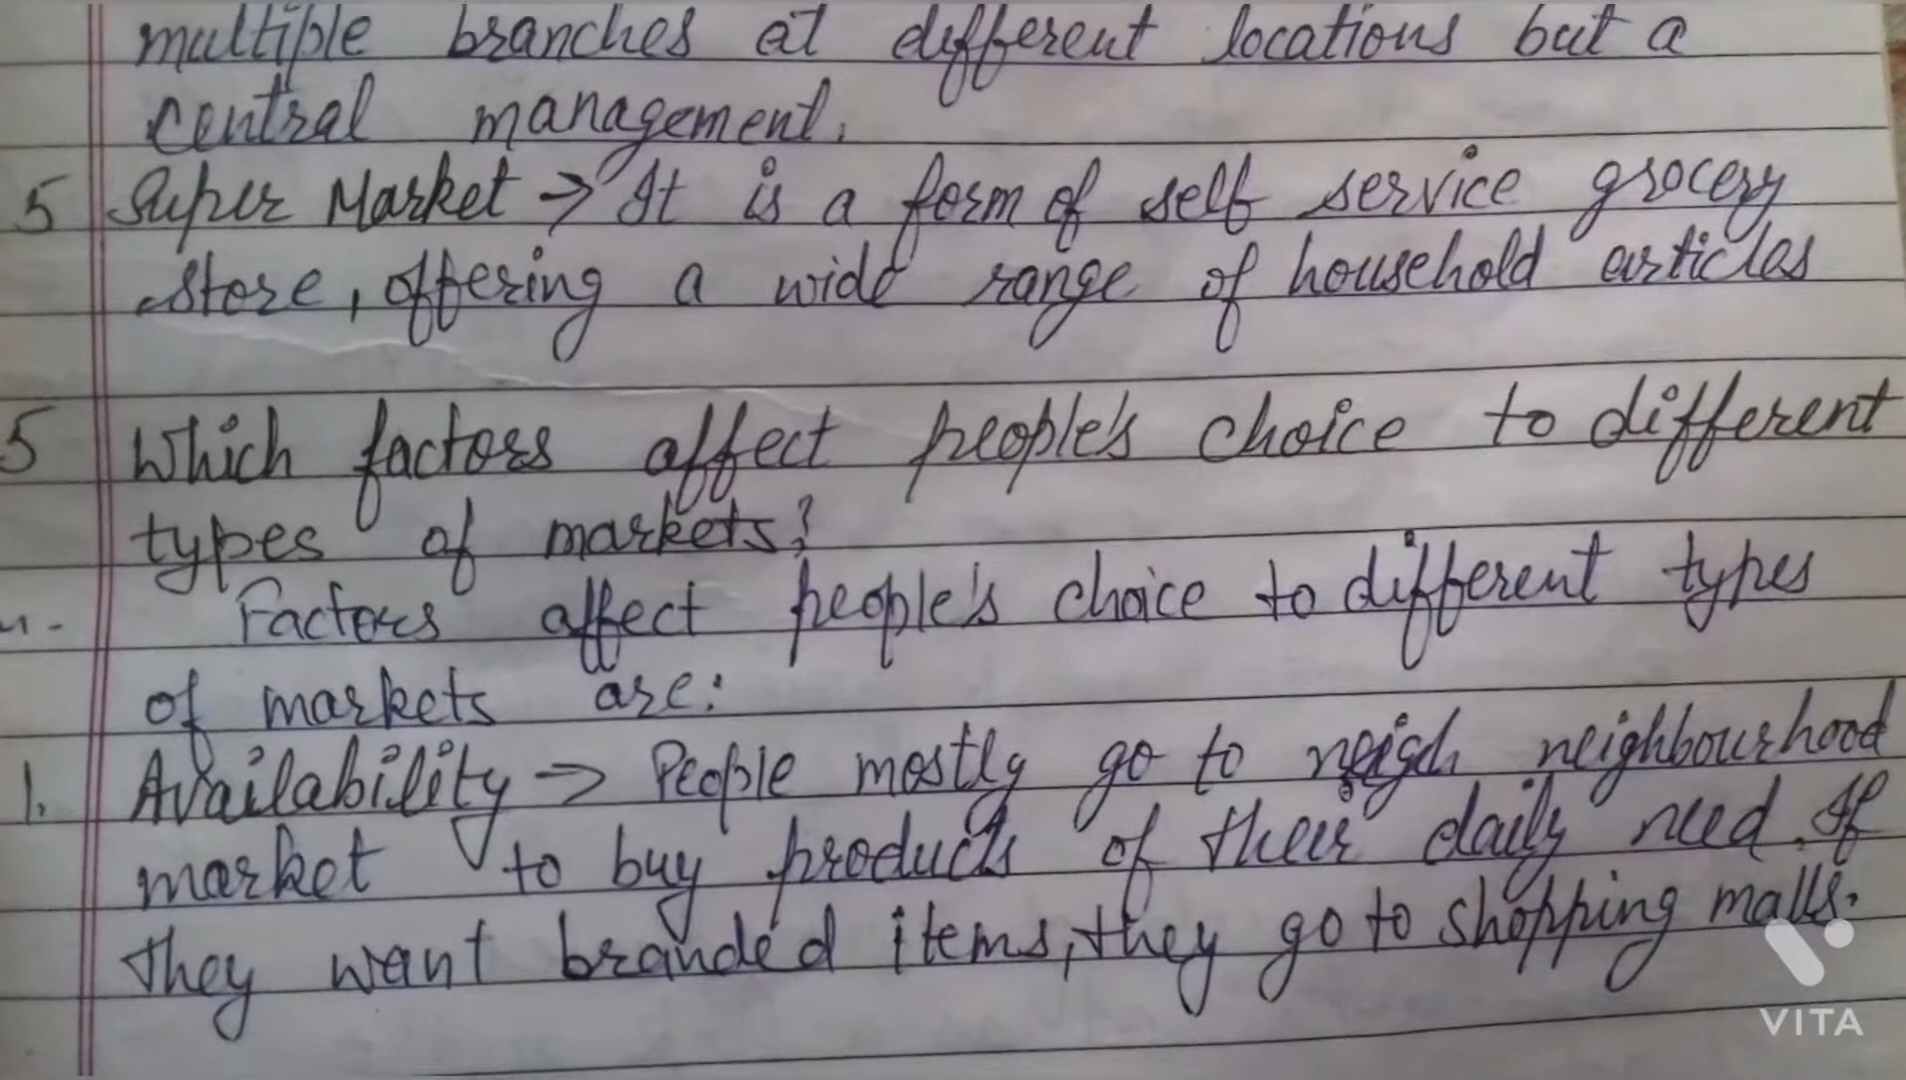 multiple branches at different locations but a
central management.
5 Super Market → It is a form of self service grocery
store, offering a wide range of household articles
5 Which factors affect people's choice to different
types of markets?
Factors affect people's choice to different types
of markets are:
1. Availability → People mostly go to neigh neighbourhood
market to buy products of their daily need. If
they want branded items, they go to shopping malls.
VITA